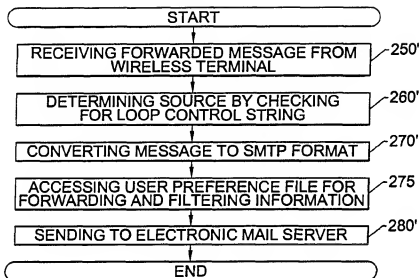 START
RECEIVING FORWARDED MESSAGE FROM
WIRELESS TERMINAL
250'
DETERMINING SOURCE BY CHECKING
FOR LOOP CONTROL STRING
260'
CONVERTING MESSAGE TO SMTP FORMAT
270'
ACCESSING USER PREFERENCE FILE FOR
FORWARDING AND FILTERING INFORMATION
275
SENDING TO ELECTRONIC MAIL SERVER
280'
END